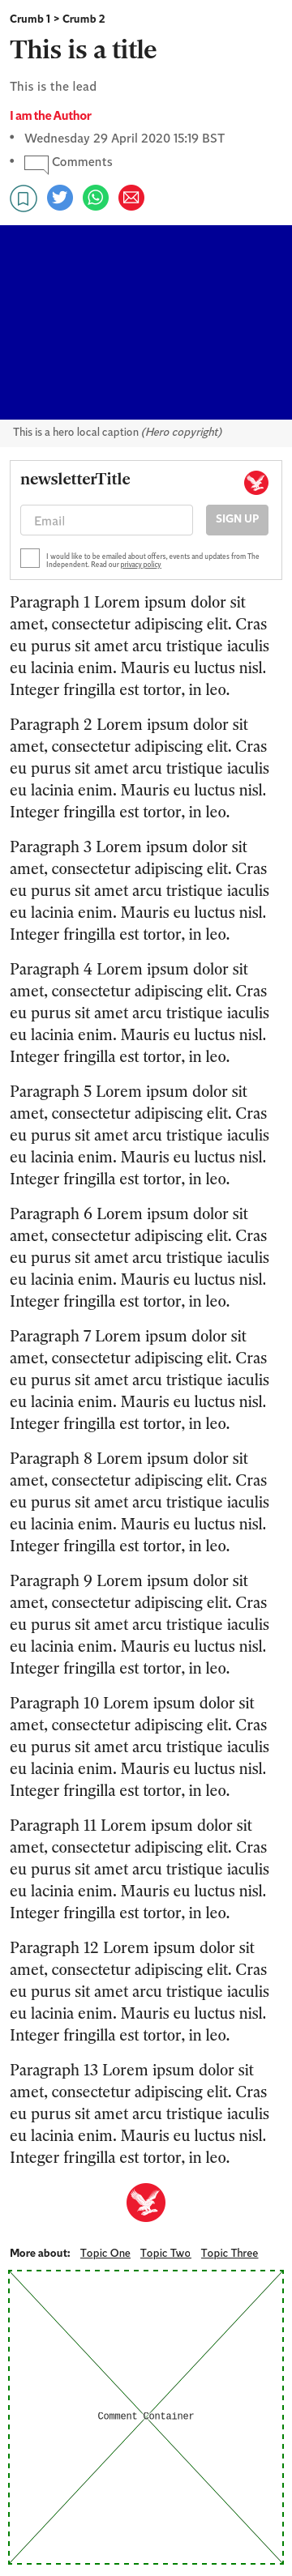 Crumb 1 > Crumb 2
This is a title
This is the lead
I am the Author
• Wednesday 29 April 2020 15:19 BST
• Comments
This is a hero local caption (Hero copyright)
newsletterTitle
Email
SIGN UP
I would like to be emailed about offers, events and updates from The
Independent. Read our privacy policy
Paragraph 1 Lorem ipsum dolor sit
amet, consectetur adipiscing elit. Cras
eu purus sit amet arcu tristique iaculis
eu lacinia enim. Mauris eu luctus nisl.
Integer fringilla est tortor, in leo.
Paragraph 2 Lorem ipsum dolor sit
amet, consectetur adipiscing elit. Cras
eu purus sit amet arcu tristique iaculis
eu lacinia enim. Mauris eu luctus nisl.
Integer fringilla est tortor, in leo.
Paragraph 3 Lorem ipsum dolor sit
amet, consectetur adipiscing elit. Cras
eu purus sit amet arcu tristique iaculis
eu lacinia enim. Mauris eu luctus nisl.
Integer fringilla est tortor, in leo.
Paragraph 4 Lorem ipsum dolor sit
amet, consectetur adipiscing elit. Cras
eu purus sit amet arcu tristique iaculis
eu lacinia enim. Mauris eu luctus nisl.
Integer fringilla est tortor, in leo.
Paragraph 5 Lorem ipsum dolor sit
amet, consectetur adipiscing elit. Cras
eu purus sit amet arcu tristique iaculis
eu lacinia enim. Mauris eu luctus nisl.
Integer fringilla est tortor, in leo.
Paragraph 6 Lorem ipsum dolor sit
amet, consectetur adipiscing elit. Cras
eu purus sit amet arcu tristique iaculis
eu lacinia enim. Mauris eu luctus nisl.
Integer fringilla est tortor, in leo.
Paragraph 7 Lorem ipsum dolor sit
amet, consectetur adipiscing elit. Cras
eu purus sit amet arcu tristique iaculis
eu lacinia enim. Mauris eu luctus nisl.
Integer fringilla est tortor, in leo.
Paragraph 8 Lorem ipsum dolor sit
amet, consectetur adipiscing elit. Cras
eu purus sit amet arcu tristique iaculis
eu lacinia enim. Mauris eu luctus nisl.
Integer fringilla est tortor, in leo.
Paragraph 9 Lorem ipsum dolor sit
amet, consectetur adipiscing elit. Cras
eu purus sit amet arcu tristique iaculis
eu lacinia enim. Mauris eu luctus nisl.
Integer fringilla est tortor, in leo.
Paragraph 10 Lorem ipsum dolor sit
amet, consectetur adipiscing elit. Cras
eu purus sit amet arcu tristique iaculis
eu lacinia enim. Mauris eu luctus nisl.
Integer fringilla est tortor, in leo.
Paragraph 11 Lorem ipsum dolor sit
amet, consectetur adipiscing elit. Cras
eu purus sit amet arcu tristique iaculis
eu lacinia enim. Mauris eu luctus nisl.
Integer fringilla est tortor, in leo.
Paragraph 12 Lorem ipsum dolor sit
amet, consectetur adipiscing elit. Cras
eu purus sit amet arcu tristique iaculis
eu lacinia enim. Mauris eu luctus nisl.
Integer fringilla est tortor, in leo.
Paragraph 13 Lorem ipsum dolor sit
amet, consectetur adipiscing elit. Cras
eu purus sit amet arcu tristique iaculis
eu lacinia enim. Mauris eu luctus nisl.
Integer fringilla est tortor, in leo.
More about: Topic One Topic Two Topic Three
Comment Container